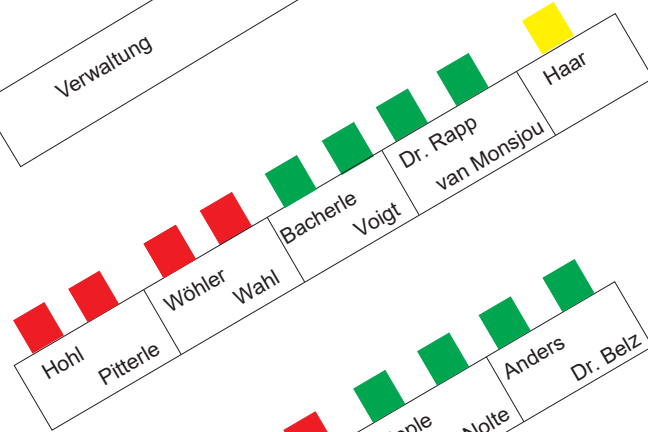 Verwaltung
Haar
Dr. Rapp
van Monsjou
Bacherle
Voigt
Wöhler
Wahl
Hohl
Pitterle
Anders
Dr. Belz
Nolte